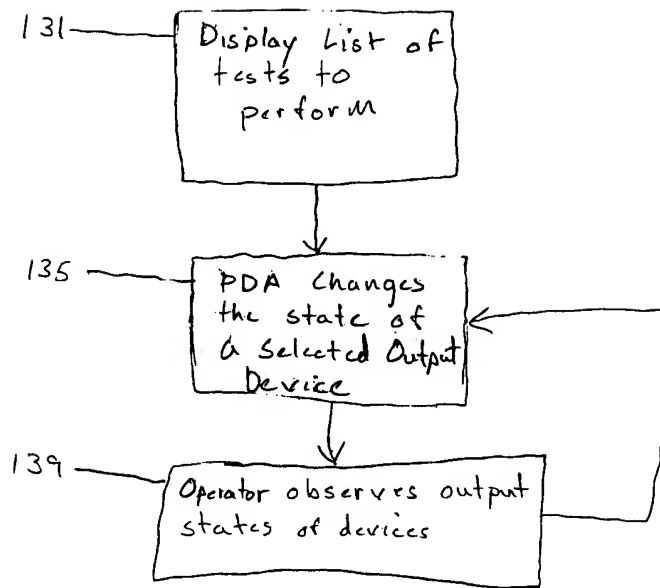 131
Display List of
tests to
perform
135
PDA Changes
the state of
a Selected Output
Device
139
Operator observes output
states of devices